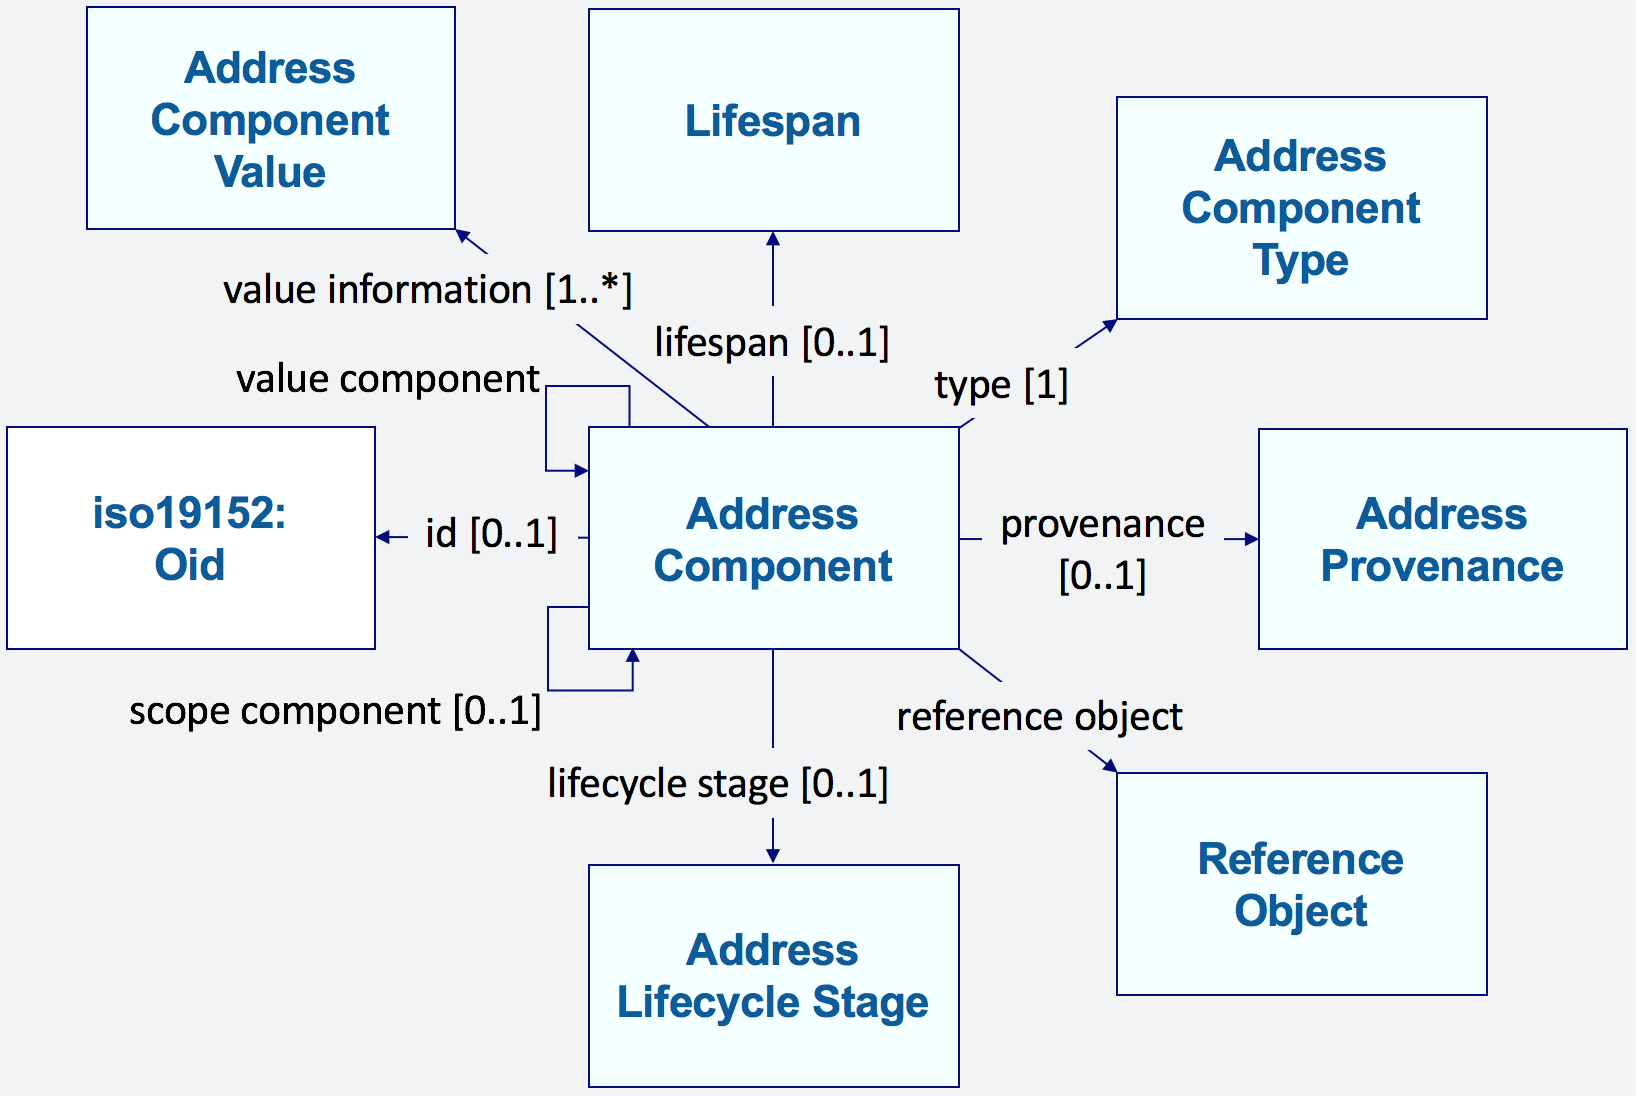 Address
Component
Value
Lifespan
Address
Component
Type
value information [1..*]
lifespan [0..1]
value component
type [1]
iso19152:
Oid
id [0..1]
Address
Component
provenance
[0..1]
Address
Provenance
scope component [0..1]
reference object
lifecycle stage [0..1]
Reference
Object
Address
Lifecycle Stage